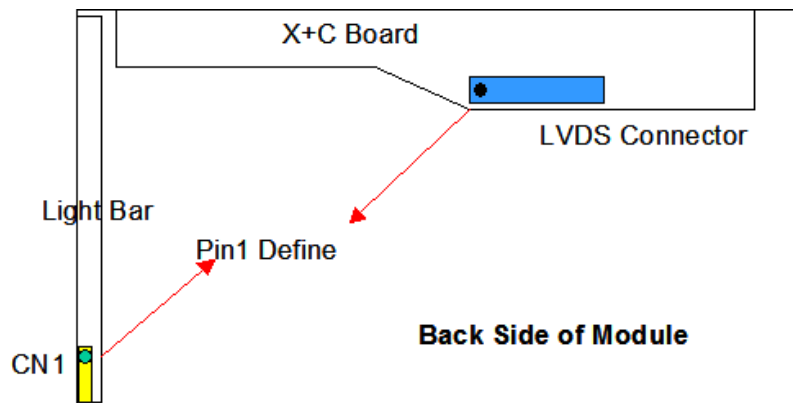 X+C Board
LVDS Connector
Light Bar
Pin1 Define
Back Side of Module
CN1